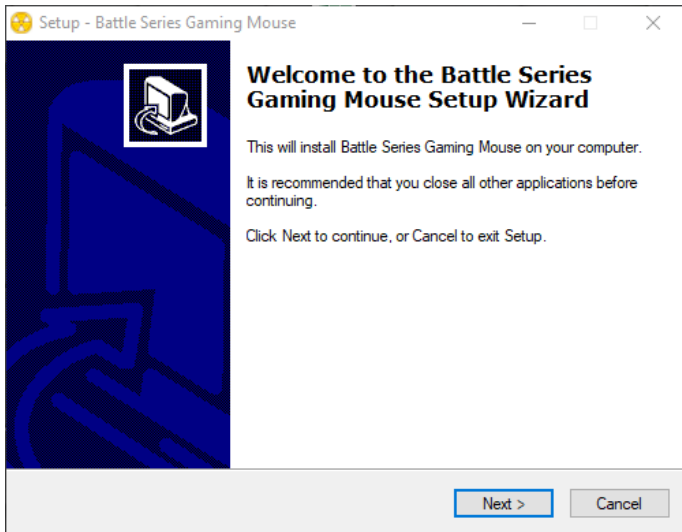 Setup - Battle Series Gaming Mouse
Welcome to the Battle Series
Gaming Mouse Setup Wizard
This will install Battle Series Gaming Mouse on your computer.
It is recommended that you close all other applications before
continuing.
Click Next to continue, or Cancel to exit Setup.
Next >
Cancel